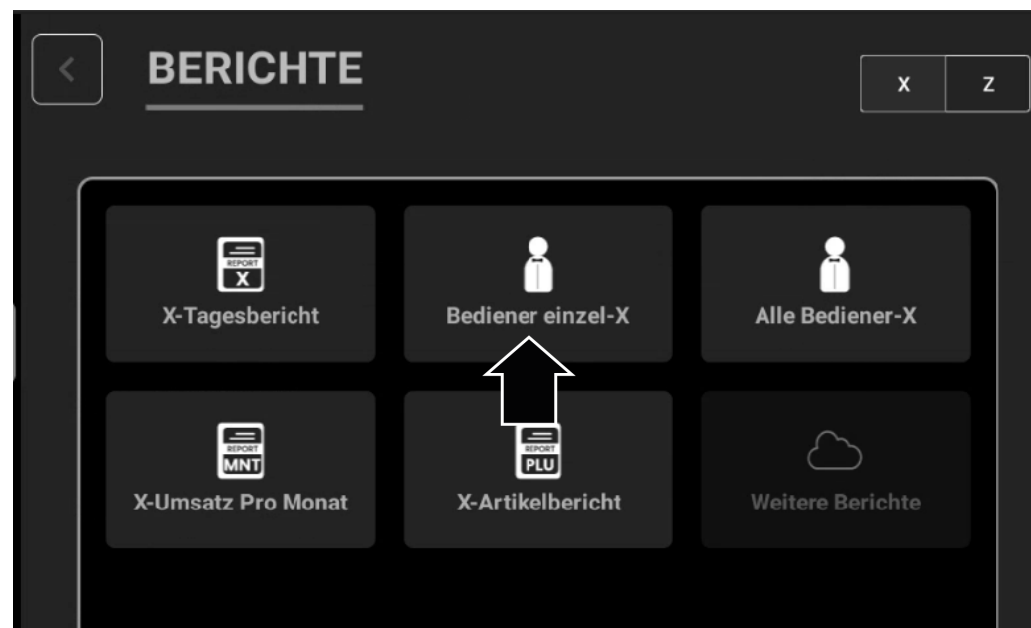 BERICHTE
X Z
REPORT
X
X-Tagesbericht
Bediener einzel-X
Alle Bediener-X
REPORT
MNT
X-Umsatz Pro Monat
REPORT
PLU
X-Artikelbericht
Weitere Berichte